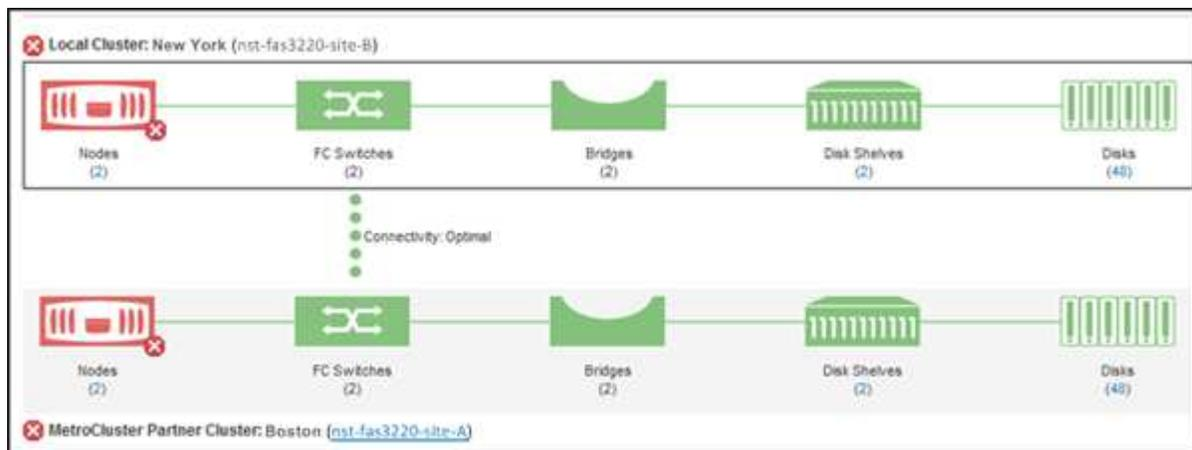 Local Cluster: New York (nst-fas3220-site-B)
Nodes FC Switches Bridges Disk Shelves Disks
(2) (2) (2) (2) (48)
Connectivity: Optimal
Nodes FC Switches Bridges Disk Shelves Disks
(2) (2) (2) (2) (48)
MetroCluster Partner Cluster: Boston (nst-fas3220-site-A)